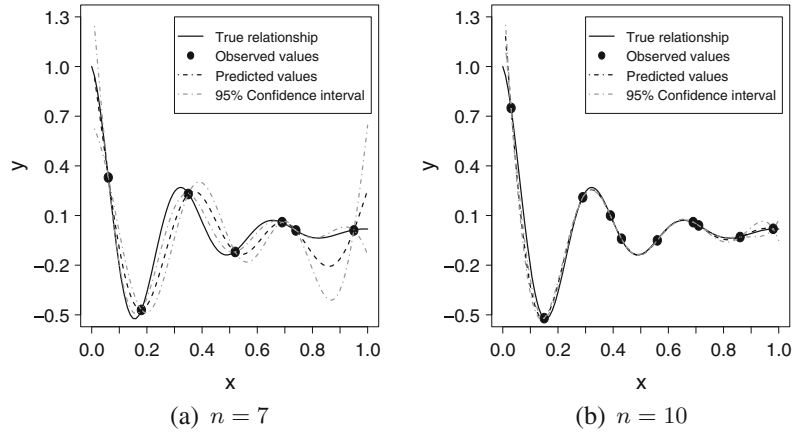 1.3
1.0
0.7
0.4
0.1
−0.2
−0.5
y
0.0 0.2 0.4 0.6 0.8 1.0
x
True relationship
Observed values
Predicted values
95% Confidence interval
(a) n = 7
1.3
1.0
0.7
0.4
0.1
−0.2
−0.5
y
0.0 0.2 0.4 0.6 0.8 1.0
x
True relationship
Observed values
Predicted values
95% Confidence interval
(b) n = 10